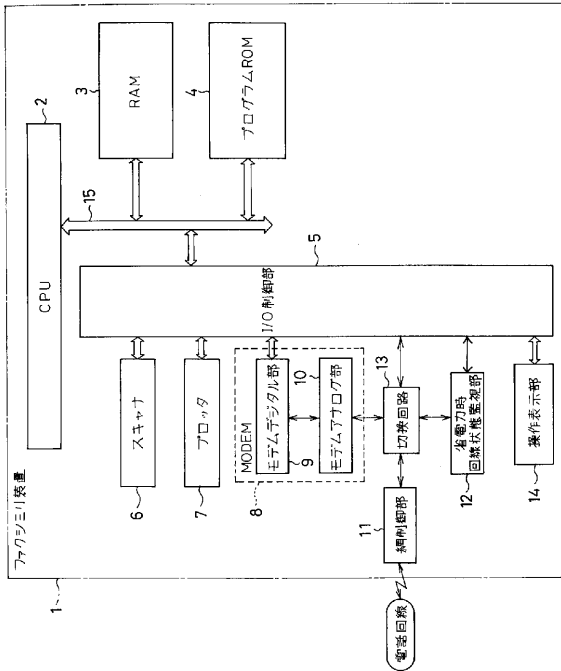 ファクシミリ装置
1
CPU
2
RAM
3
プログラムROM
4
15
I/O制御部
5
スキャナ
6
プロッタ
7
MODEM
8
モデムデジタル部
9
モデムアナログ部
10
切換回路
13
網制御部
11
電話回線
省電力時
回線状態監視部
12
操作表示部
14